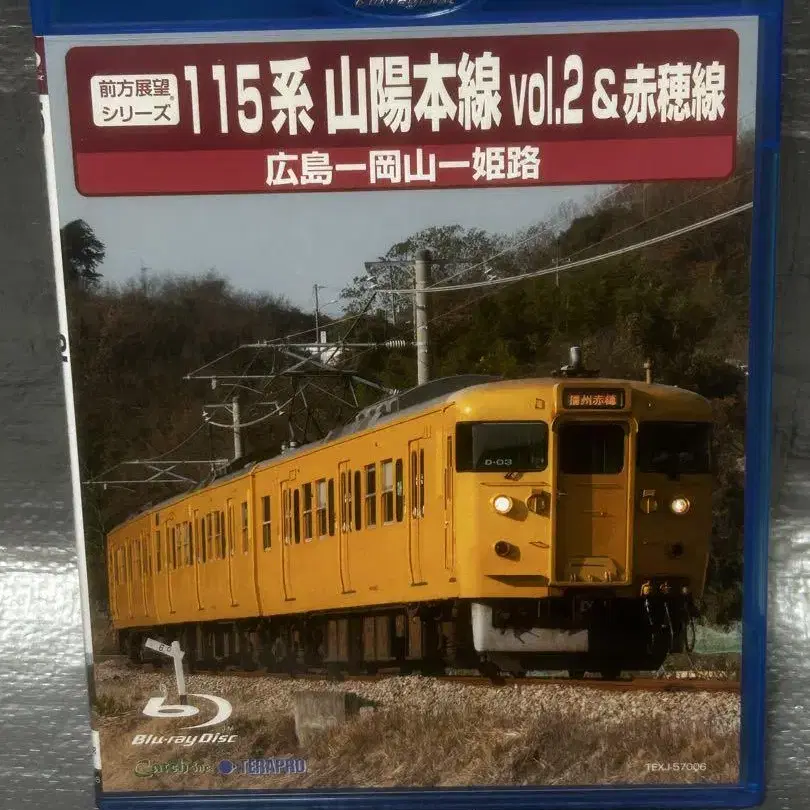 前方展望
シリーズ®
115系 山陽本線 vol.2 & 赤穂線
広島ー岡山ー姫路
播州赤穂
D-03
Blu-ray Disc
TERAPRO
TEXJ-57006